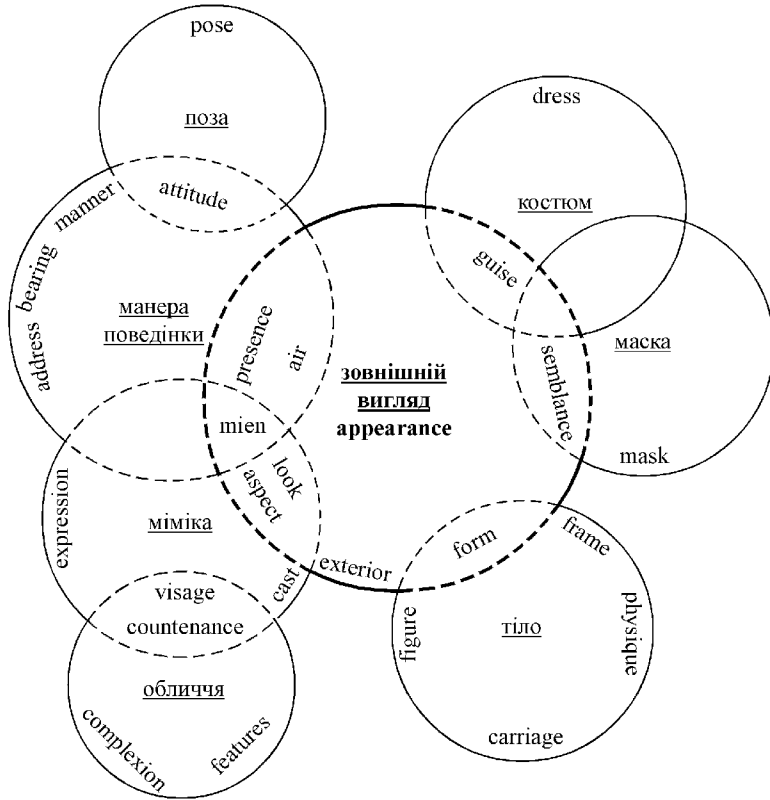 pose
поза
attitude
manner
bearing
address
манера
поведінки
presence
air
mien
look
aspect
expression
міміка
cast
visage
countenance
обличчя
complexion
features
зовнішній
вигляд
appearance
exterior
dress
костюм
guise
маска
semblance
mask
form
frame
figure
тіло
physique
carriage